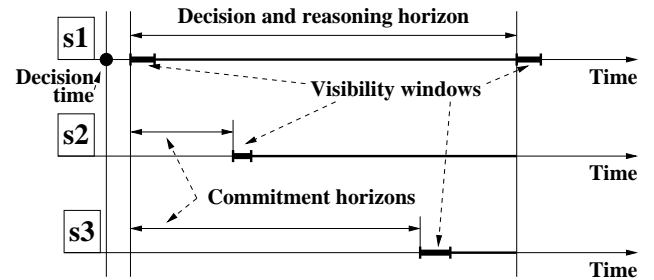 Decision and reasoning horizon
s1
Decision
time
Time
Visibility windows
s2
Time
Commitment horizons
s3
Time